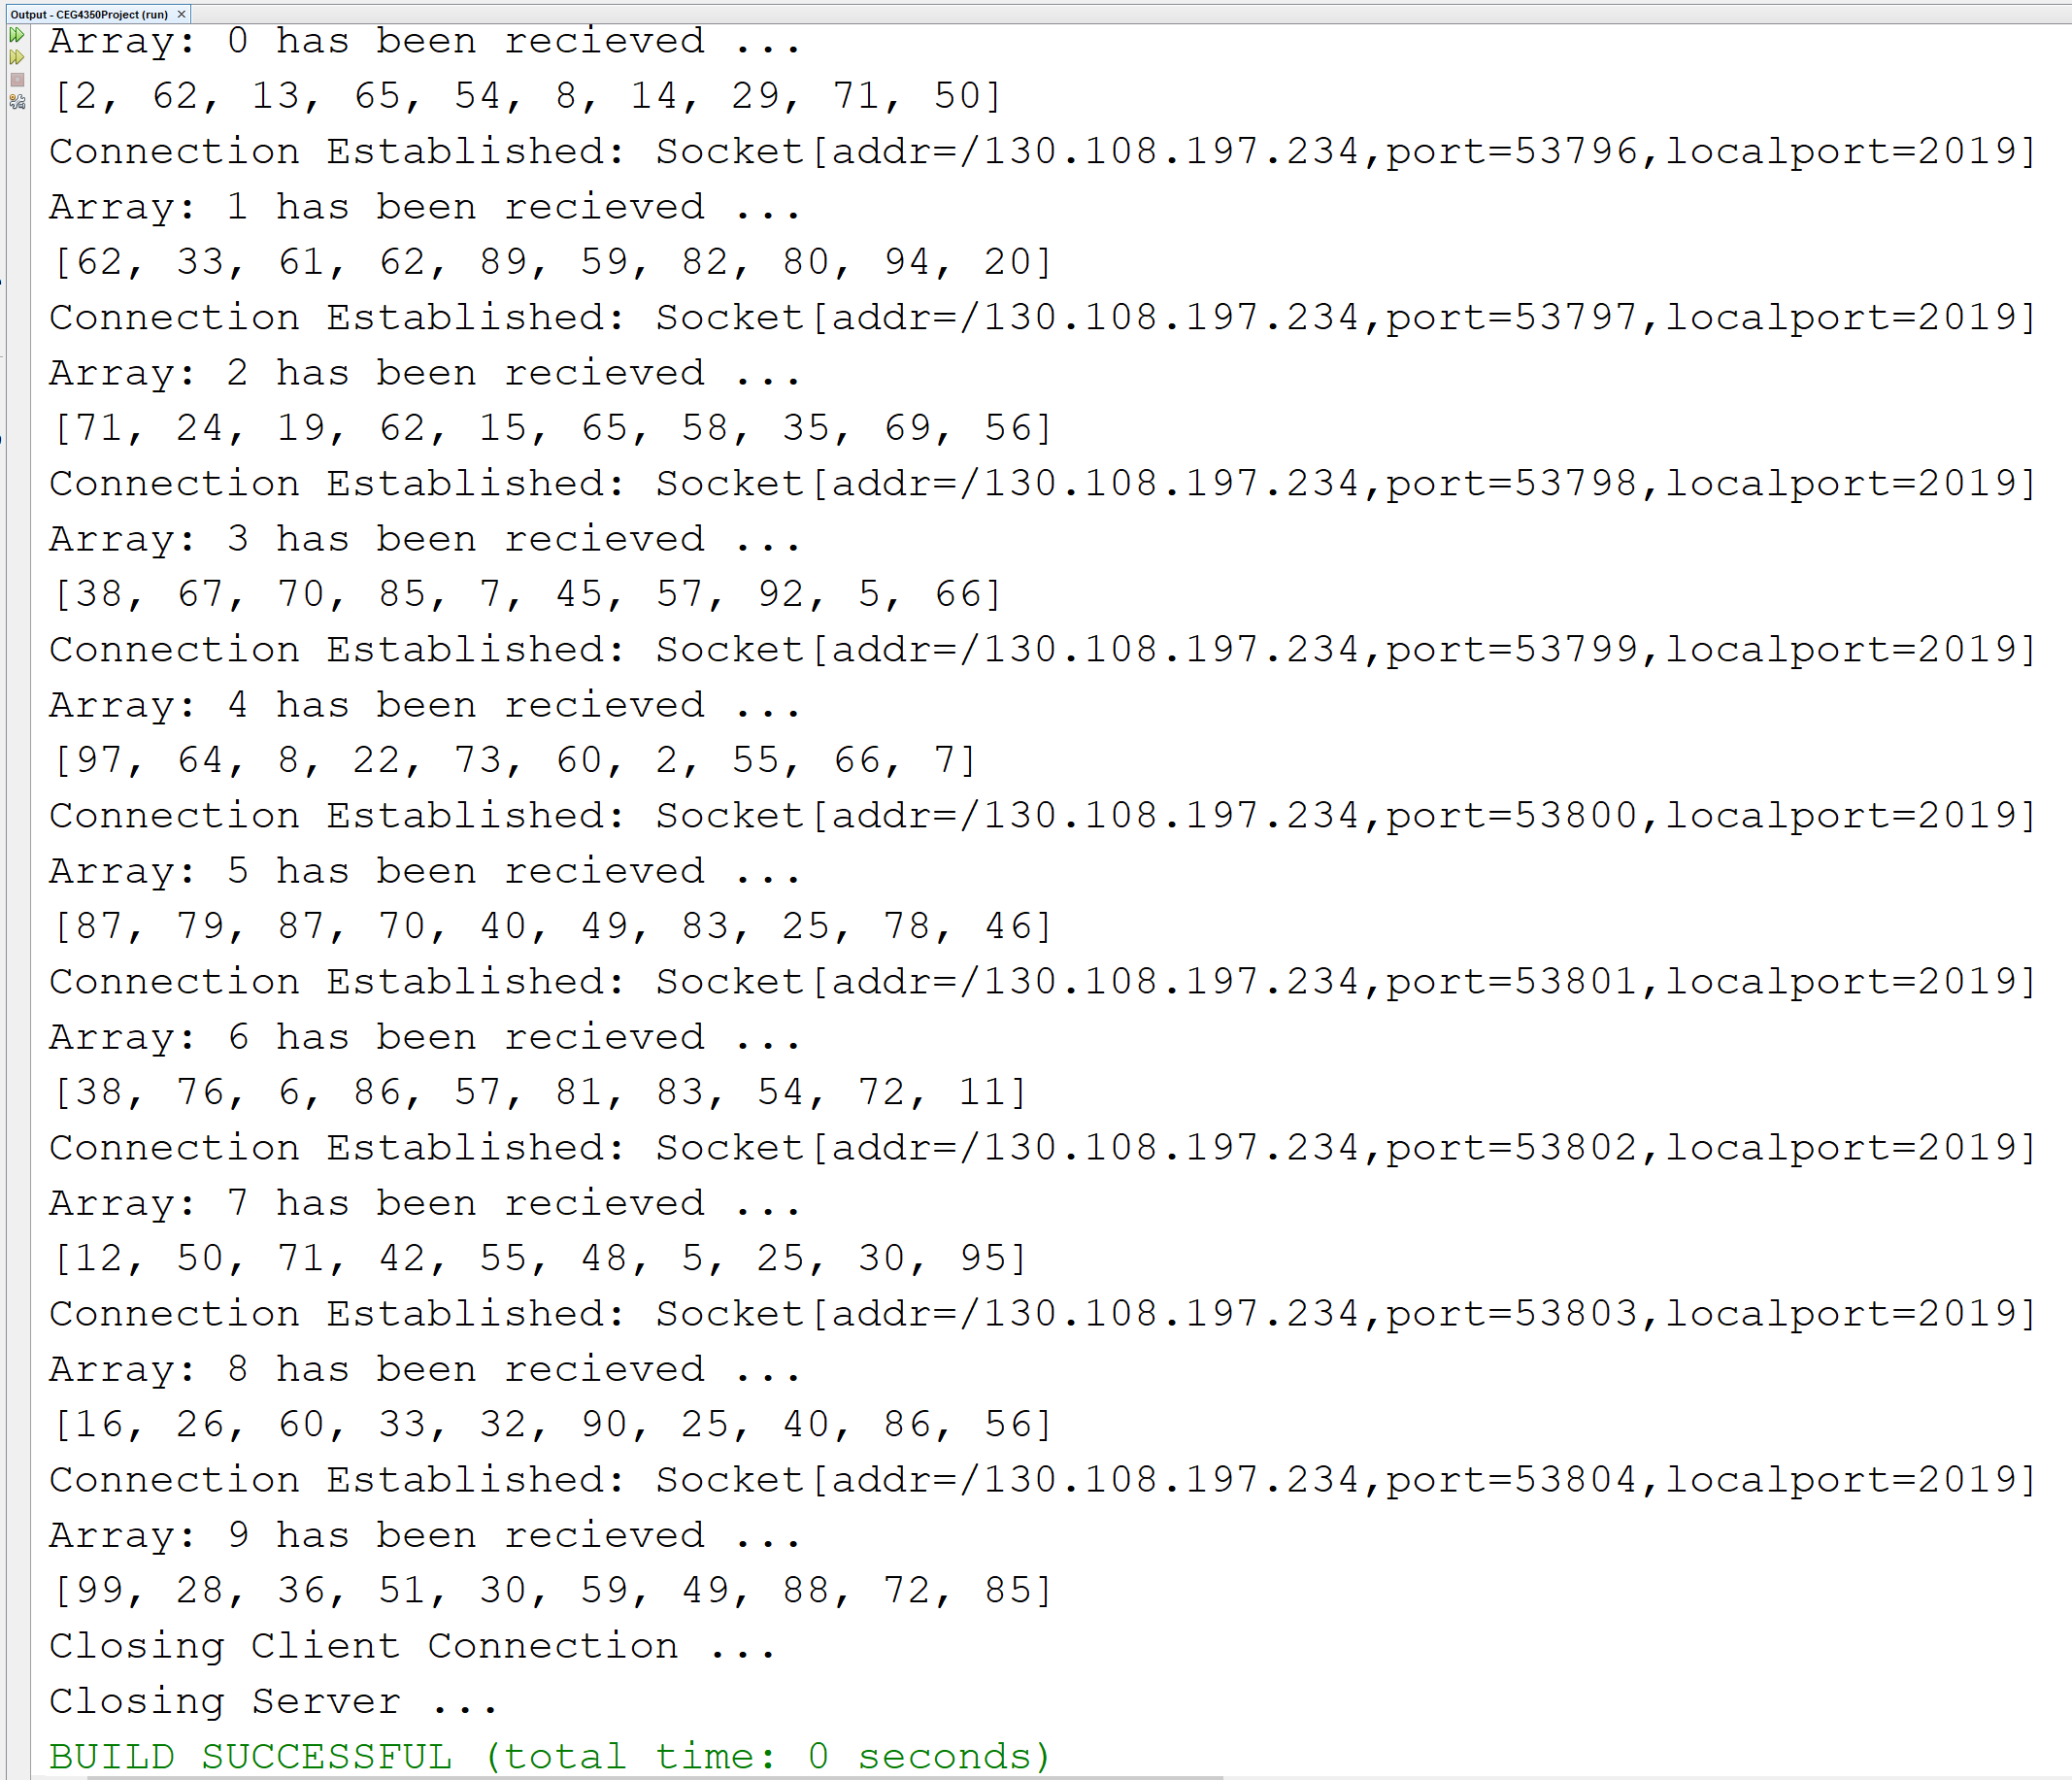 Output - CEG4350Project (run) ×
Array: 0 has been recieved ...
[2, 62, 13, 65, 54, 8, 14, 29, 71, 50]
Connection Established: Socket[addr=/130.108.197.234,port=53796,localport=2019]
Array: 1 has been recieved ...
[62, 33, 61, 62, 89, 59, 82, 80, 94, 20]
Connection Established: Socket[addr=/130.108.197.234,port=53797,localport=2019]
Array: 2 has been recieved ...
[71, 24, 19, 62, 15, 65, 58, 35, 69, 56]
Connection Established: Socket[addr=/130.108.197.234,port=53798,localport=2019]
Array: 3 has been recieved ...
[38, 67, 70, 85, 7, 45, 57, 92, 5, 66]
Connection Established: Socket[addr=/130.108.197.234,port=53799,localport=2019]
Array: 4 has been recieved ...
[97, 64, 8, 22, 73, 60, 2, 55, 66, 7]
Connection Established: Socket[addr=/130.108.197.234,port=53800,localport=2019]
Array: 5 has been recieved ...
[87, 79, 87, 70, 40, 49, 83, 25, 78, 46]
Connection Established: Socket[addr=/130.108.197.234,port=53801,localport=2019]
Array: 6 has been recieved ...
[38, 76, 6, 86, 57, 81, 83, 54, 72, 11]
Connection Established: Socket[addr=/130.108.197.234,port=53802,localport=2019]
Array: 7 has been recieved ...
[12, 50, 71, 42, 55, 48, 5, 25, 30, 95]
Connection Established: Socket[addr=/130.108.197.234,port=53803,localport=2019]
Array: 8 has been recieved ...
[16, 26, 60, 33, 32, 90, 25, 40, 86, 56]
Connection Established: Socket[addr=/130.108.197.234,port=53804,localport=2019]
Array: 9 has been recieved ...
[99, 28, 36, 51, 30, 59, 49, 88, 72, 85]
Closing Client Connection ...
Closing Server ...
BUILD SUCCESSFUL (total time: 0 seconds)